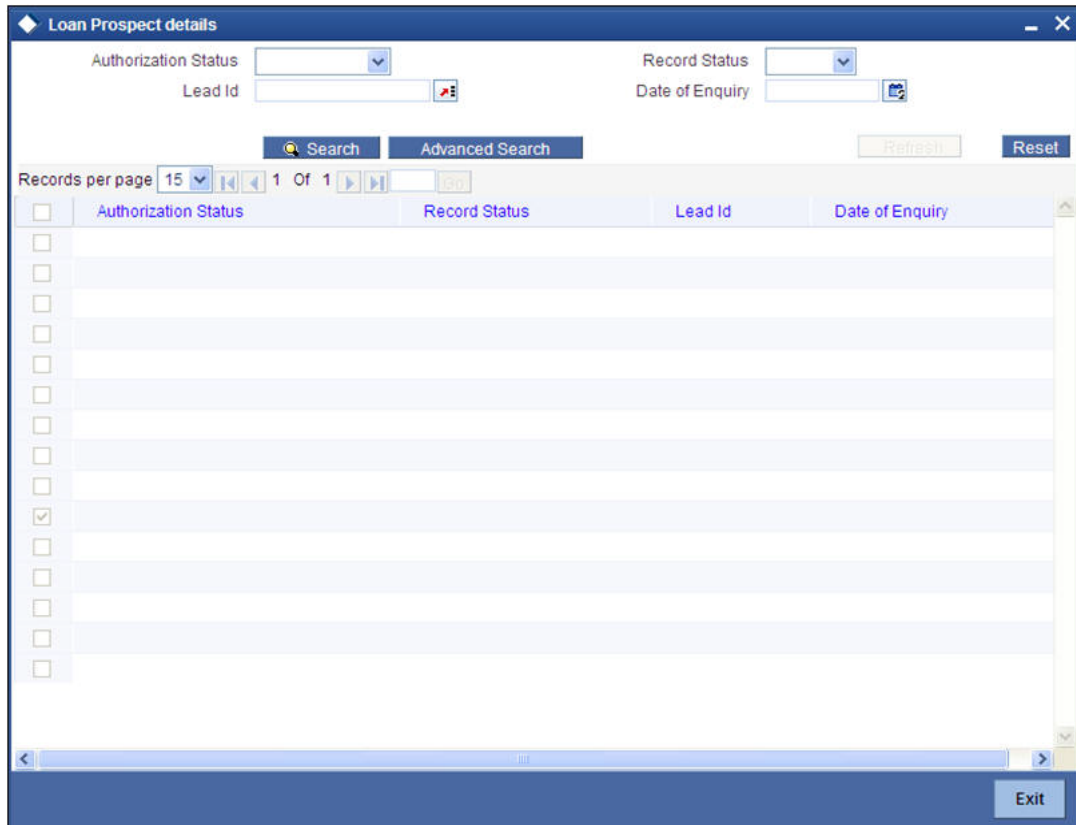 Loan Prospect details
Authorization Status Record Status
Lead Id Date of Enquiry
Search Advanced Search Refresh Reset
Records per page 15 1 Of 1 Go
Authorization Status Record Status Lead Id Date of Enquiry
Exit